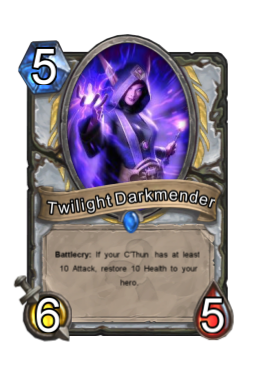 5
Twilight Darkmender
Battlecry: If your C'Thun has at least
10 Attack, restore 10 Health to your
hero.
6 5